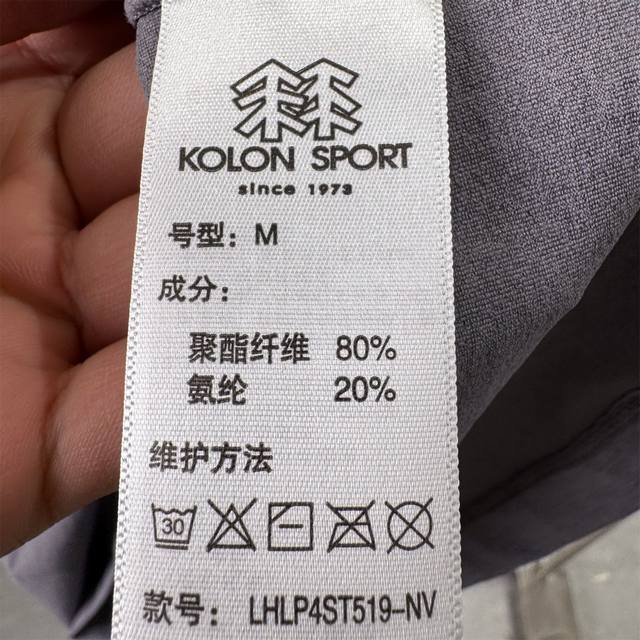 KOLON SPORT
since 1973
号型：M
成分：
聚酯纤维 80%
氨纶 20%
维护方法
30
款号：LHLP4ST519-NV